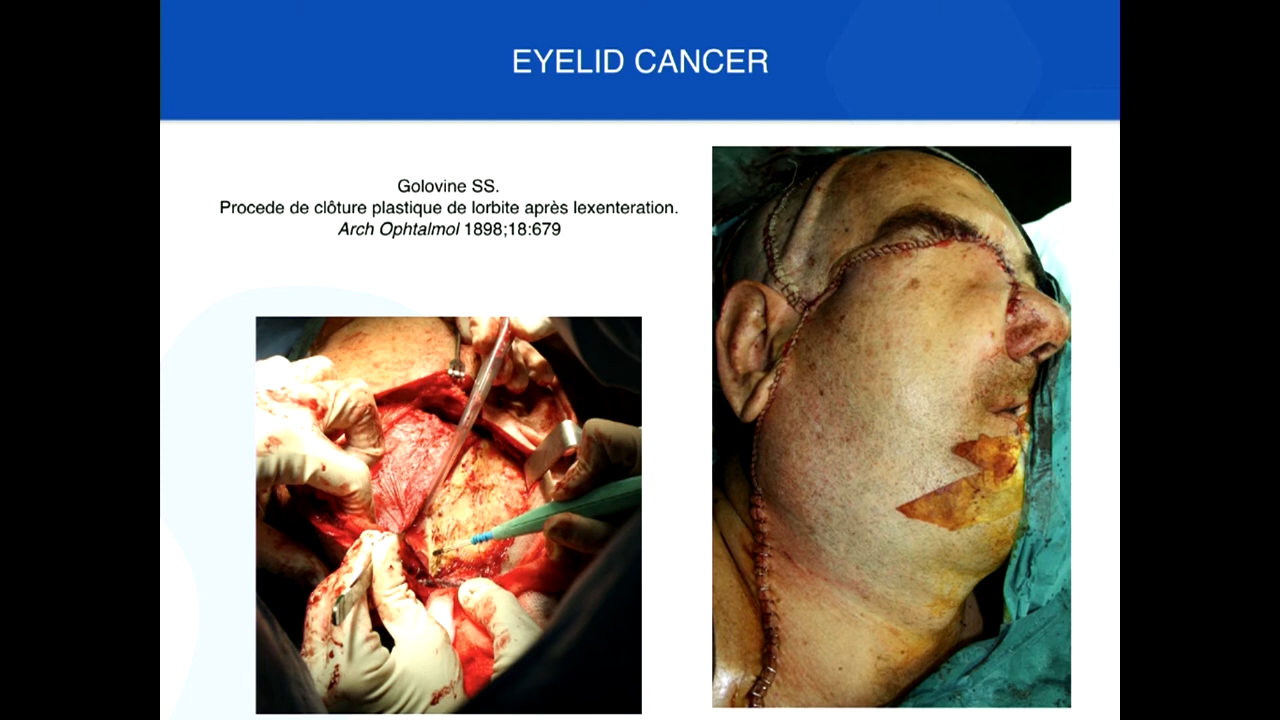 EYELID CANCER
Golovine SS.
Procede de clôture plastique de lorbite après lexenteration.
Arch Ophtalmol 1898;18:679